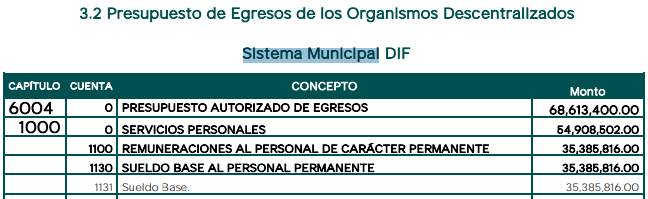 3.2 Presupuesto de Egresos de los Organismos Descentralizados
Sistema Municipal DIF
CAPÍTULO CUENTA CONCEPTO Monto
6004 0 PRESUPUESTO AUTORIZADO DE EGRESOS 68,613,400.00
1000 0 SERVICIOS PERSONALES 54,908,502.00
1100 REMUNERACIONES AL PERSONAL DE CARÁCTER PERMANENTE 35,385,816.00
1130 SUELDO BASE AL PERSONAL PERMANENTE 35,385,816.00
1131 Sueldo Base. 35,385,816.00